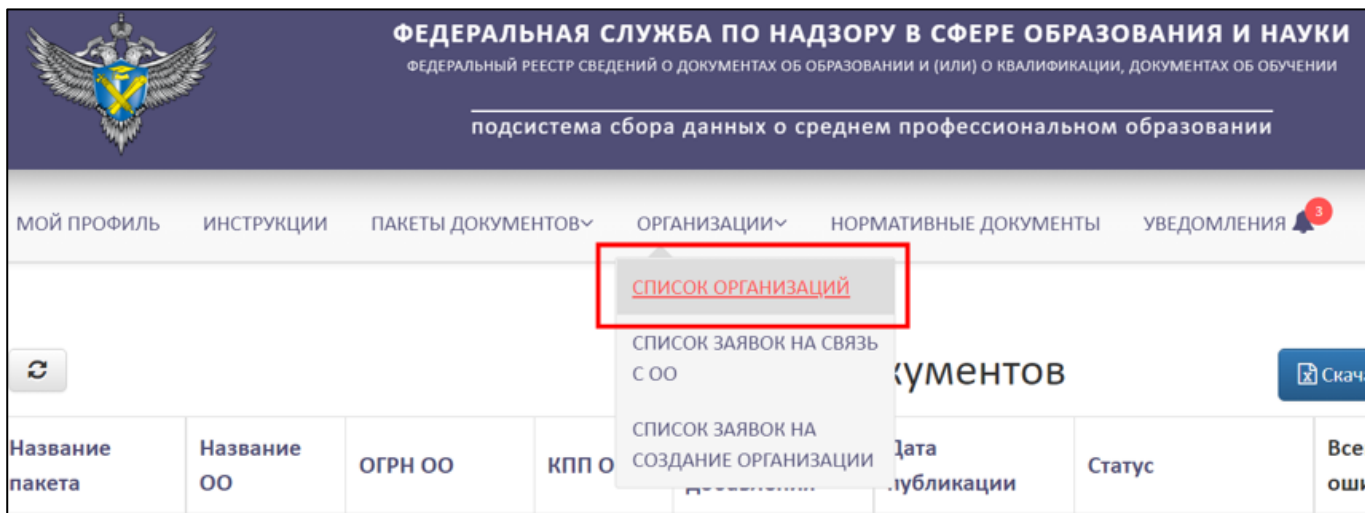 ФЕДЕРАЛЬНАЯ СЛУЖБА ПО НАДЗОРУ В СФЕРЕ ОБРАЗОВАНИЯ И НАУКИ
ФЕДЕРАЛЬНЫЙ РЕЕСТР СВЕДЕНИЙ О ДОКУМЕНТАХ ОБ ОБРАЗОВАНИИ И (ИЛИ) О КВАЛИФИКАЦИИ, ДОКУМЕНТАХ ОБ ОБУЧЕНИИ
подсистема сбора данных о среднем профессиональном образовании
МОЙ ПРОФИЛЬ ИНСТРУКЦИИ ПАКЕТЫ ДОКУМЕНТОВ ОРГАНИЗАЦИИ НОРМАТИВНЫЕ ДОКУМЕНТЫ УВЕДОМЛЕНИЯ 3
СПИСОК ОРГАНИЗАЦИЙ
СПИСОК ЗАЯВОК НА СВЯЗЬ
С ОО
СПИСОК ЗАЯВОК НА
СОЗДАНИЕ ОРГАНИЗАЦИИ
кументов
Скача
Название
пакета
Название
ОО
ОГРН ОО
КПП О
Дата
публикации
Статус
Все
оши